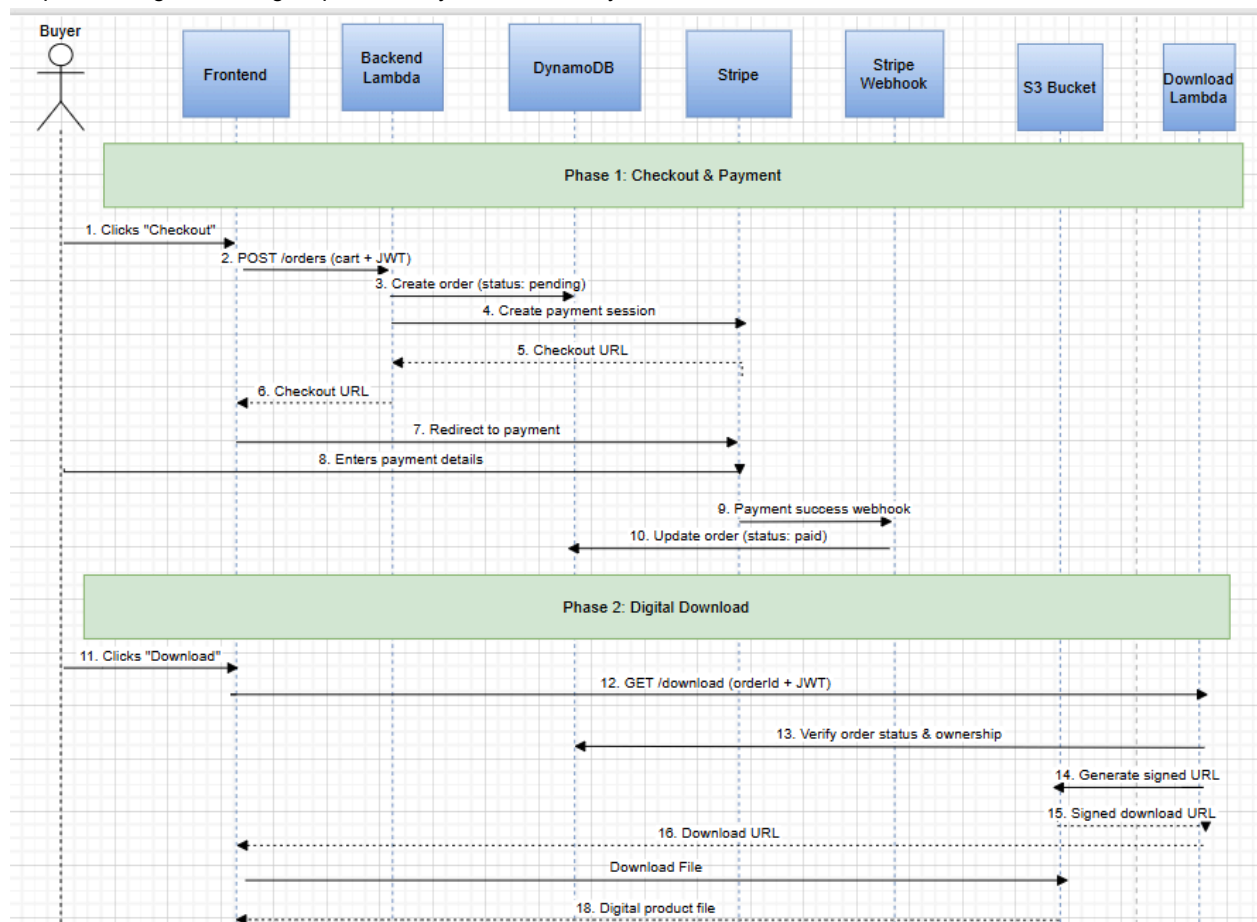 Buyer
Frontend
Backend
Lambda
DynamoDB
Stripe
Stripe
Webhook
S3 Bucket
Download
Lambda
Phase 1: Checkout & Payment
1. Clicks "Checkout"
2. POST /orders (cart + JWT)
3. Create order (status: pending)
4. Create payment session
5. Checkout URL
6. Checkout URL
7. Redirect to payment
8. Enters payment details
9. Payment success webhook
10. Update order (status: paid)
Phase 2: Digital Download
11. Clicks "Download"
12. GET /download (orderId + JWT)
13. Verify order status & ownership
14. Generate signed URL
15. Signed download URL
16. Download URL
Download File
18. Digital product file